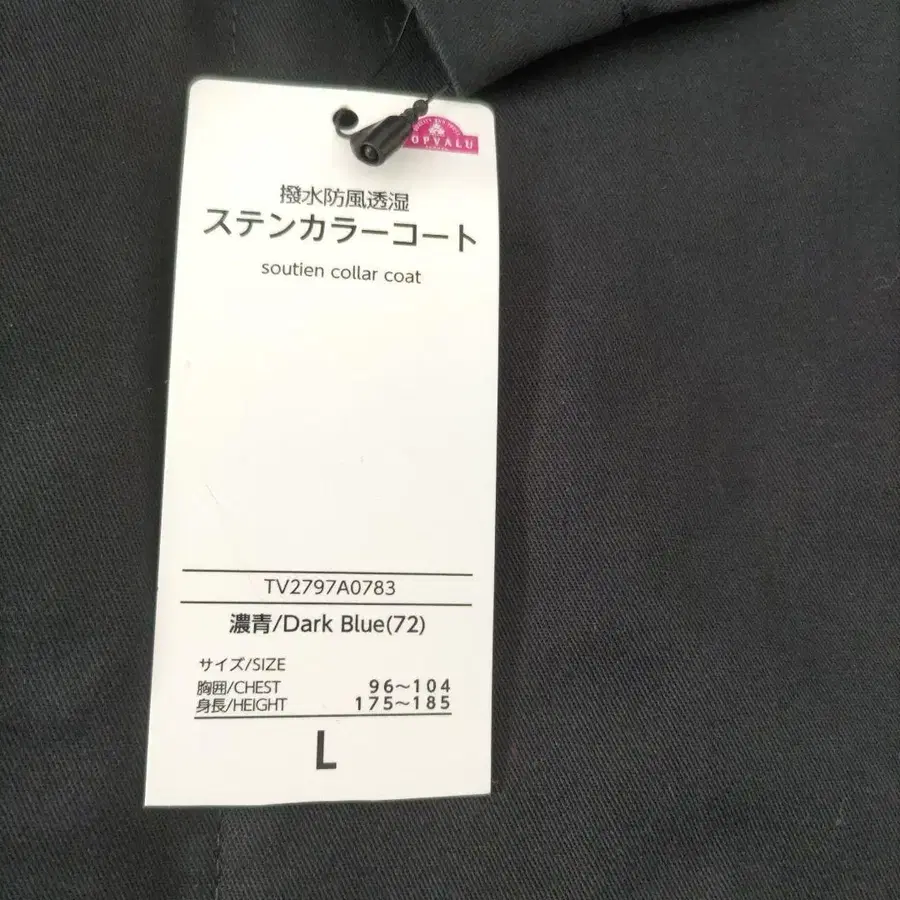 OPVALU
撥水防風透湿
ステンカラーコート
soutien collar coat
TV2797A0783
濃青/Dark Blue(72)
サイズ/SIZE
胸囲/CHEST 96～104
身長/HEIGHT 175～185
L